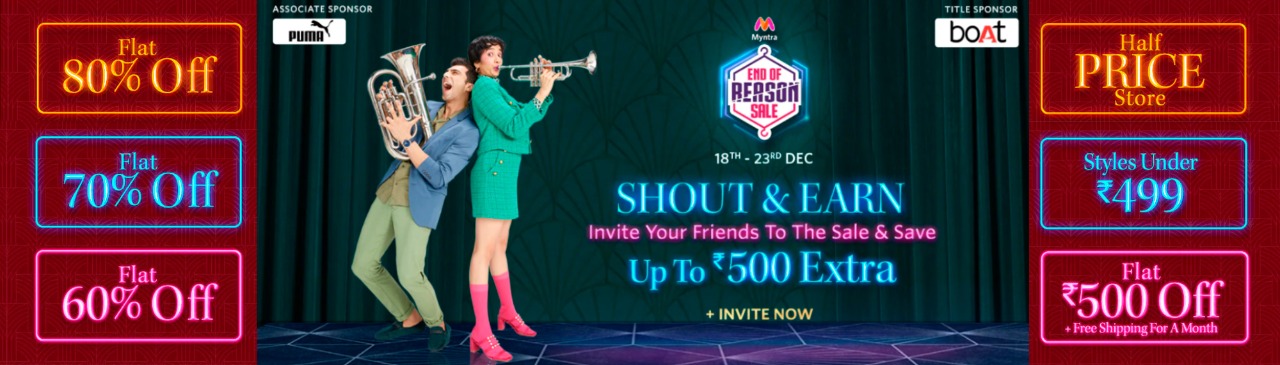 Flat
80% Off
Flat
70% Off
Flat
60% Off
ASSOCIATE SPONSOR
PUMA
TITLE SPONSOR
boAt
Myntra
END OF
REASON
SALE
18TH - 23RD DEC
SHOUT & EARN
Invite Your Friends To The Sale & Save
Up To ₹500 Extra
+ INVITE NOW
Half
PRICE
Store
Styles Under
₹499
Flat
₹500 Off
+ Free Shipping For A Month